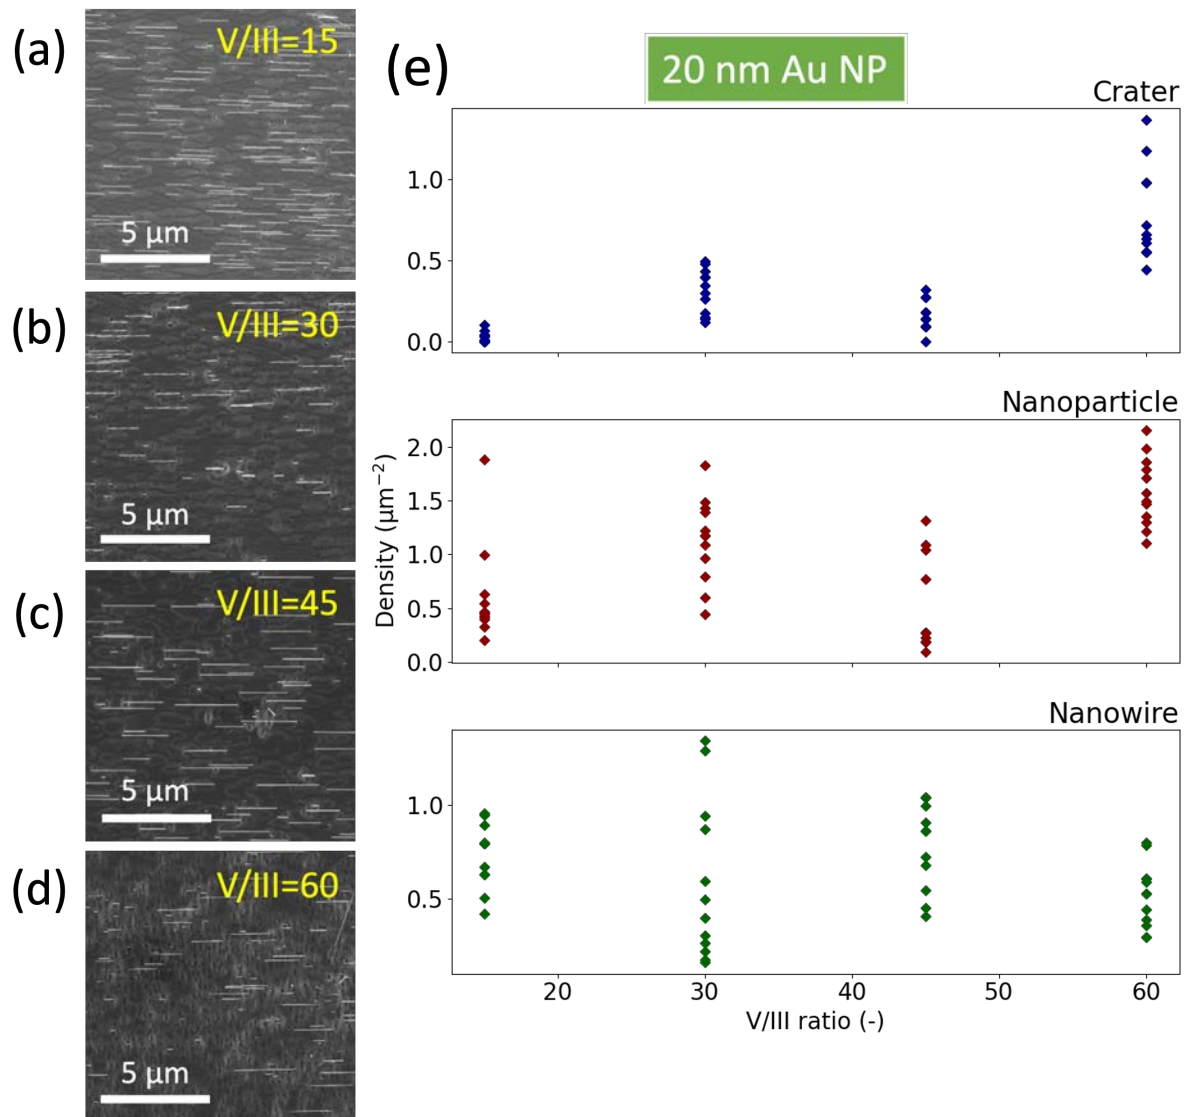 (a)
V/III=15
5 μm
(b)
V/III=30
5 μm
(c)
V/III=45
5 μm
(d)
V/III=60
5 μm
(e)
20 nm Au NP
Crater
1.0
0.5
0.0
Nanoparticle
2.0
1.5
1.0
0.5
0.0
Density (μm⁻²)
Nanowire
1.0
0.5
20
30
40
50
60
V/III ratio (-)